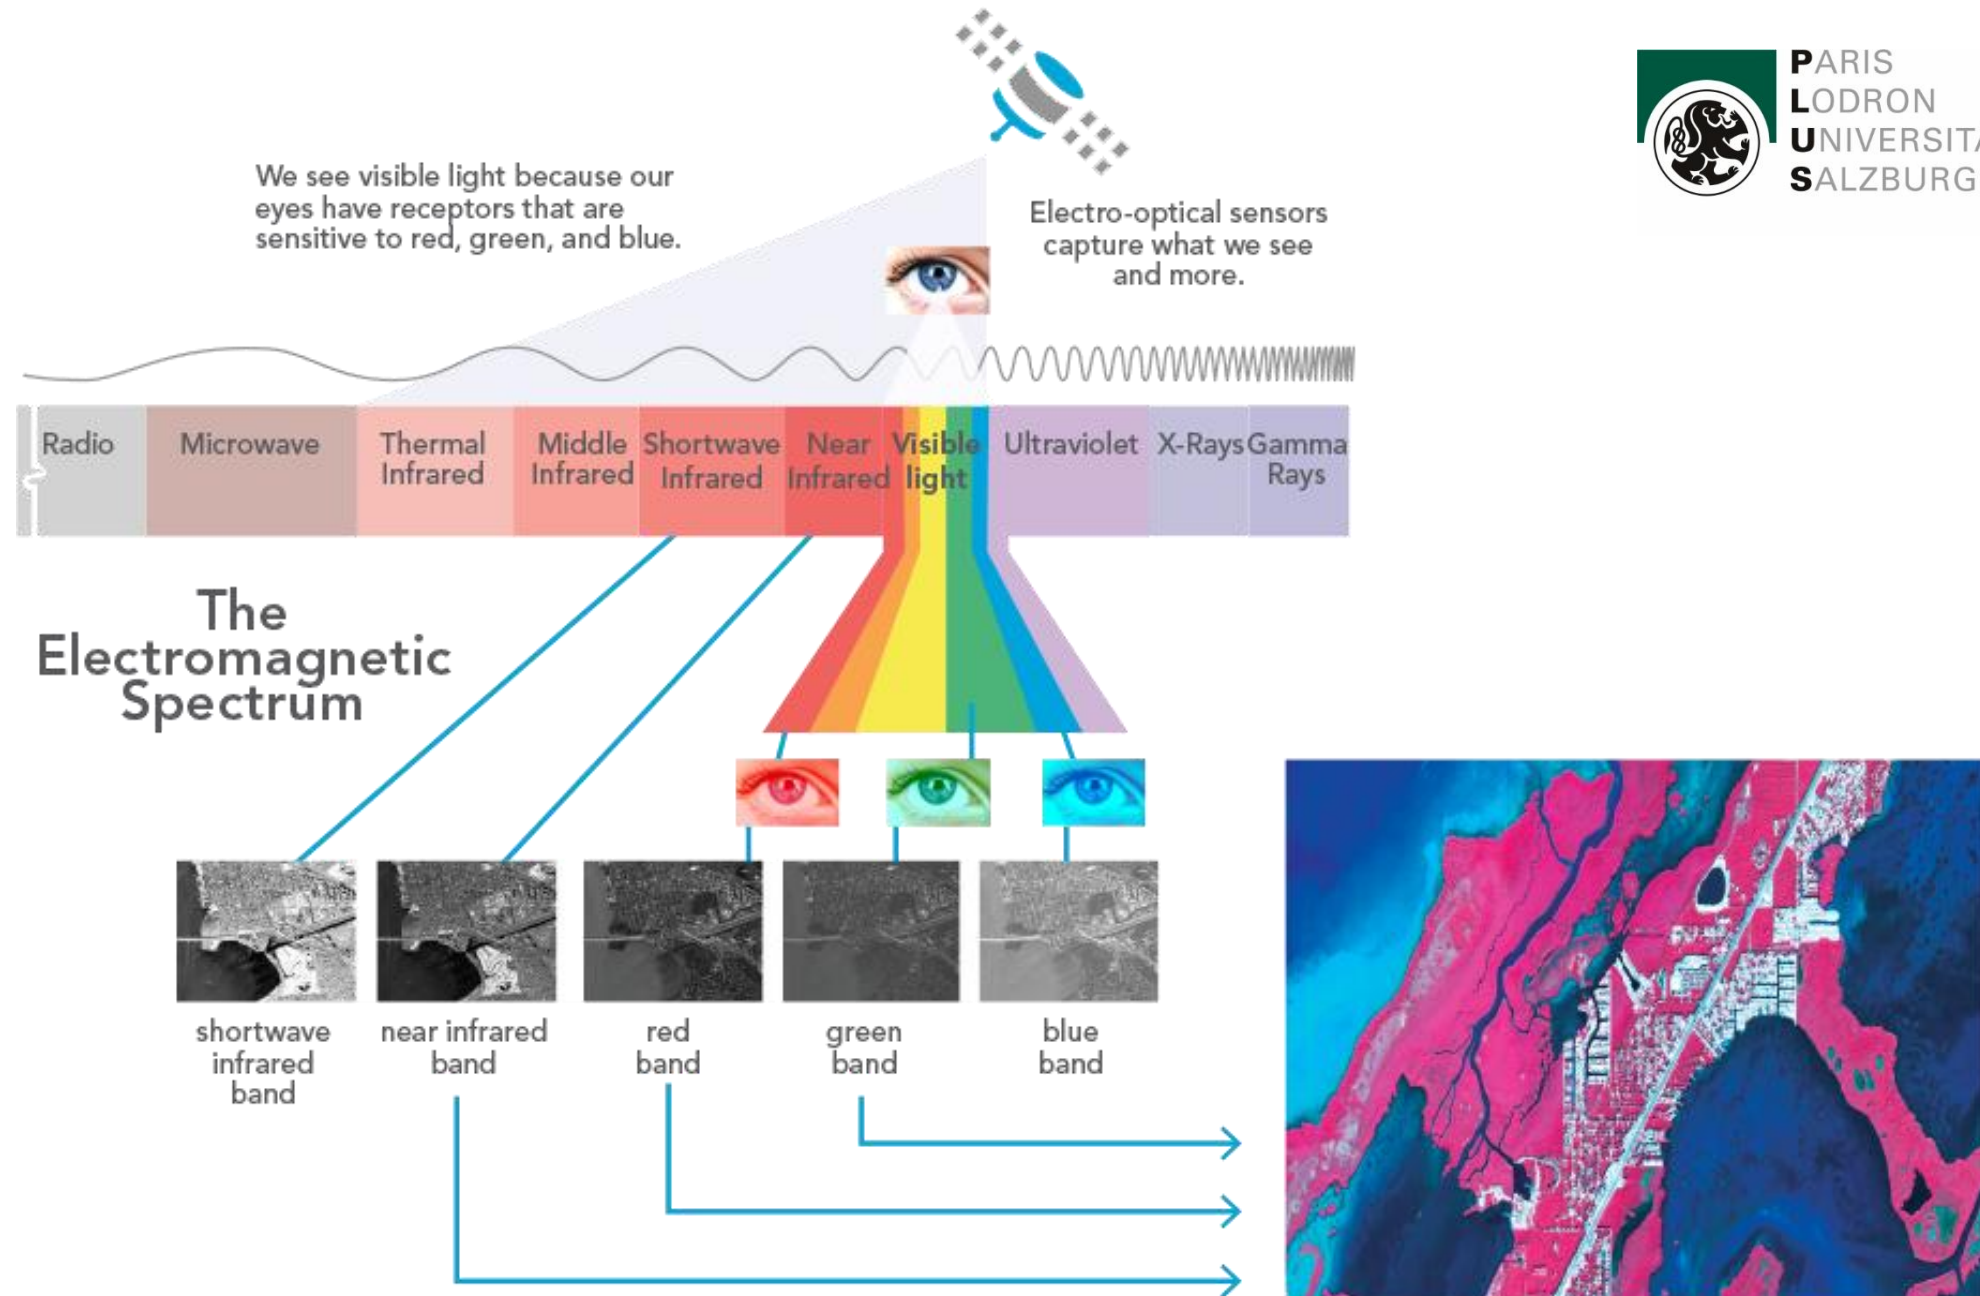 PARIS
LODRON
UNIVERSITÄ
SALZBURG
We see visible light because our
eyes have receptors that are
sensitive to red, green, and blue.
Electro-optical sensors
capture what we see
and more.
Radio
Microwave
Thermal
Infrared
Middle
Infrared
Shortwave
Infrared
Near
Infrared
Visible
light
Ultraviolet
X-Rays
Gamma
Rays
The
Electromagnetic
Spectrum
shortwave
infrared
band
near infrared
band
red
band
green
band
blue
band